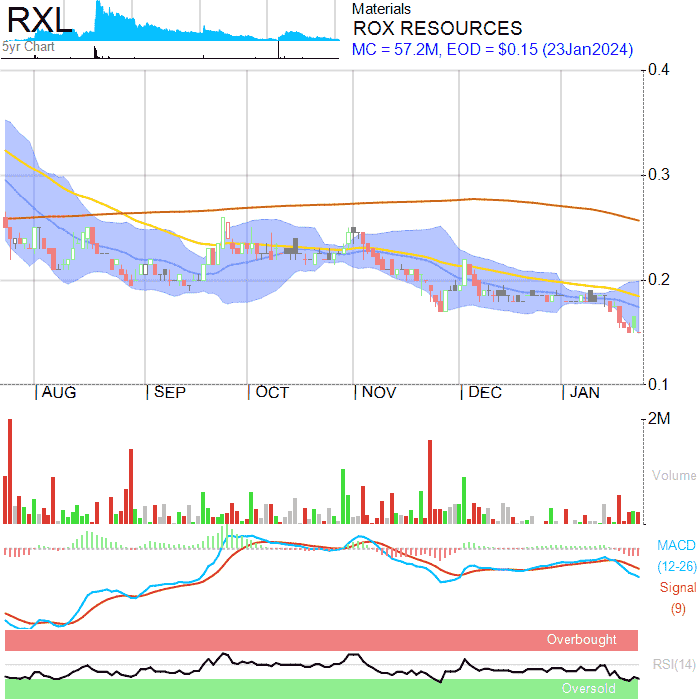 RXL
5yr Chart
Materials
ROX RESOURCES
MC = 57.2M, EOD = $0.15 (23Jan2024)
0.4
0.3
0.2
0.1
AUG SEP OCT NOV DEC JAN
2M
Volume
MACD
(12-26)
Signal
(9)
Overbought
RSI(14)
Oversold